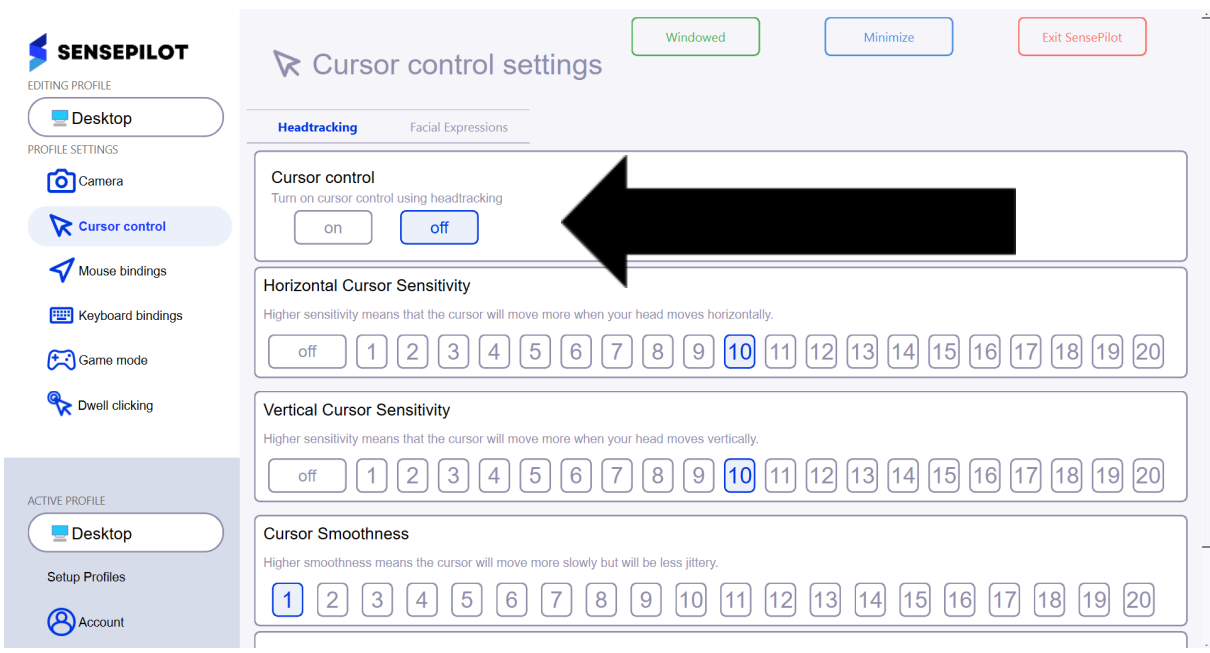 SENSEPILOT
EDITING PROFILE
Desktop
PROFILE SETTINGS
Camera
Cursor control
Mouse bindings
Keyboard bindings
Game mode
Dwell clicking
ACTIVE PROFILE
Desktop
Setup Profiles
Account
Windowed Minimize Exit SensePilot
Cursor control settings
Headtracking Facial Expressions
Cursor control
Turn on cursor control using headtracking
on off
Horizontal Cursor Sensitivity
Higher sensitivity means that the cursor will move more when your head moves horizontally.
off 1 2 3 4 5 6 7 8 9 10 11 12 13 14 15 16 17 18 19 20
Vertical Cursor Sensitivity
Higher sensitivity means that the cursor will move more when your head moves vertically.
off 1 2 3 4 5 6 7 8 9 10 11 12 13 14 15 16 17 18 19 20
Cursor Smoothness
Higher smoothness means the cursor will move more slowly but will be less jittery.
1 2 3 4 5 6 7 8 9 10 11 12 13 14 15 16 17 18 19 20